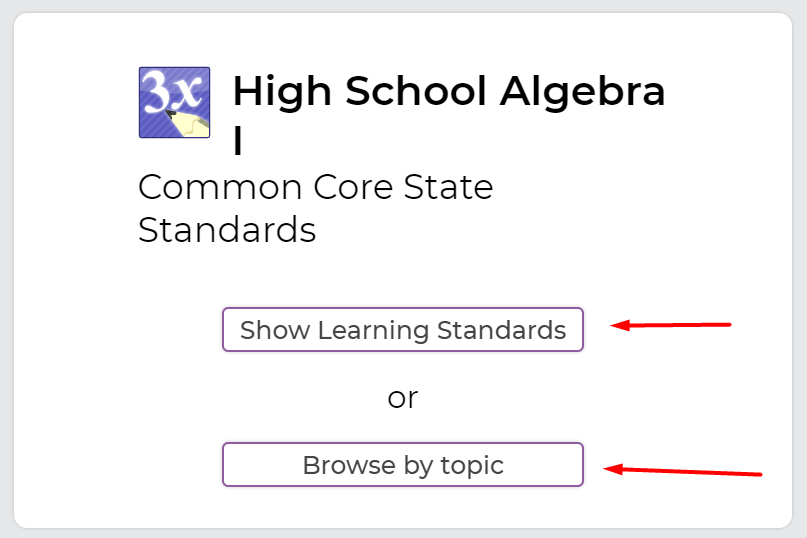 3x
High School Algebra
I
Common Core State
Standards
Show Learning Standards
or
Browse by topic